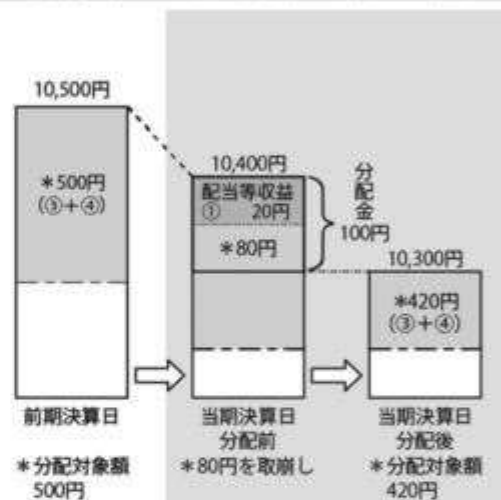 10,500円
*500円
(③+④)
前期決算日
*分配対象額
500円
10,400円
配当等収益
① 20円
*80円
分配金
100円
当期決算日
分配前
*80円を取崩し
10,300円
*420円
(③+④)
当期決算日
分配後
*分配対象額
420円